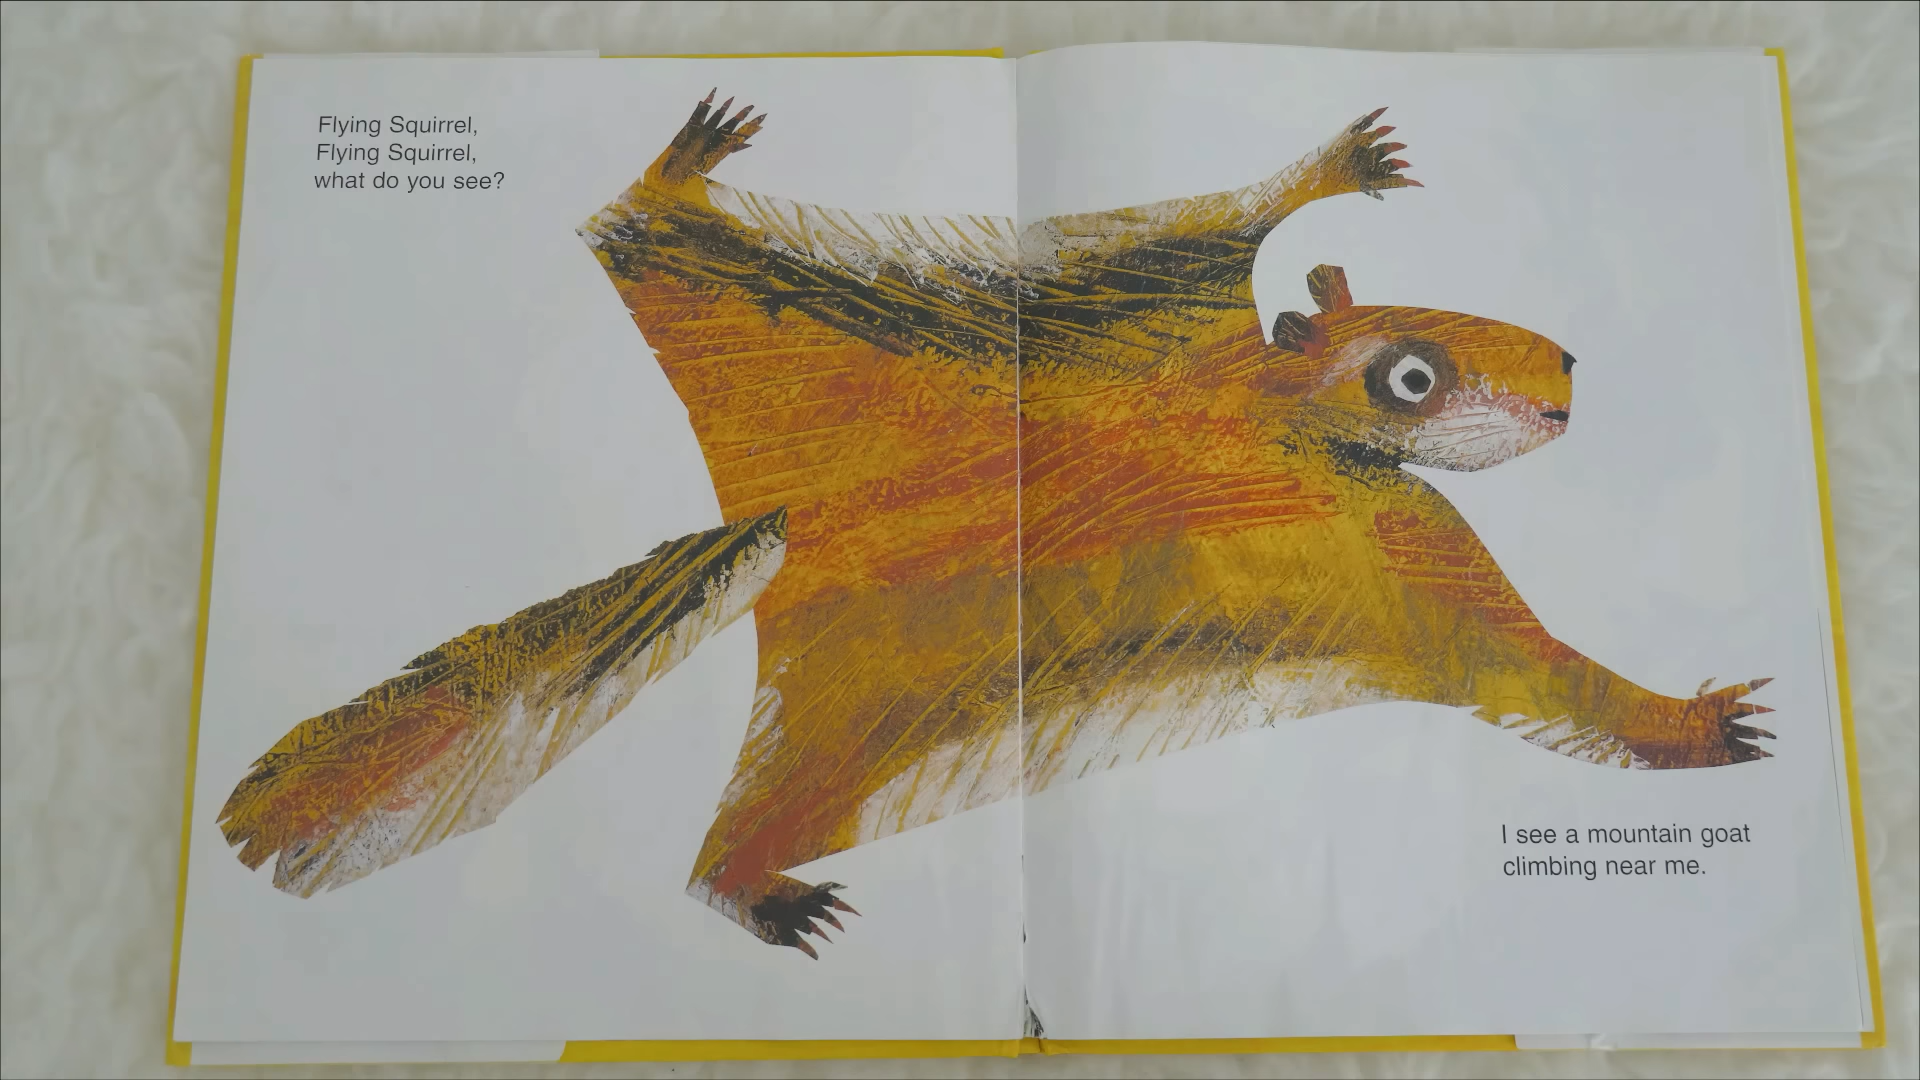 Flying Squirrel,
Flying Squirrel,
what do you see?
I see a mountain goat
climbing near me.